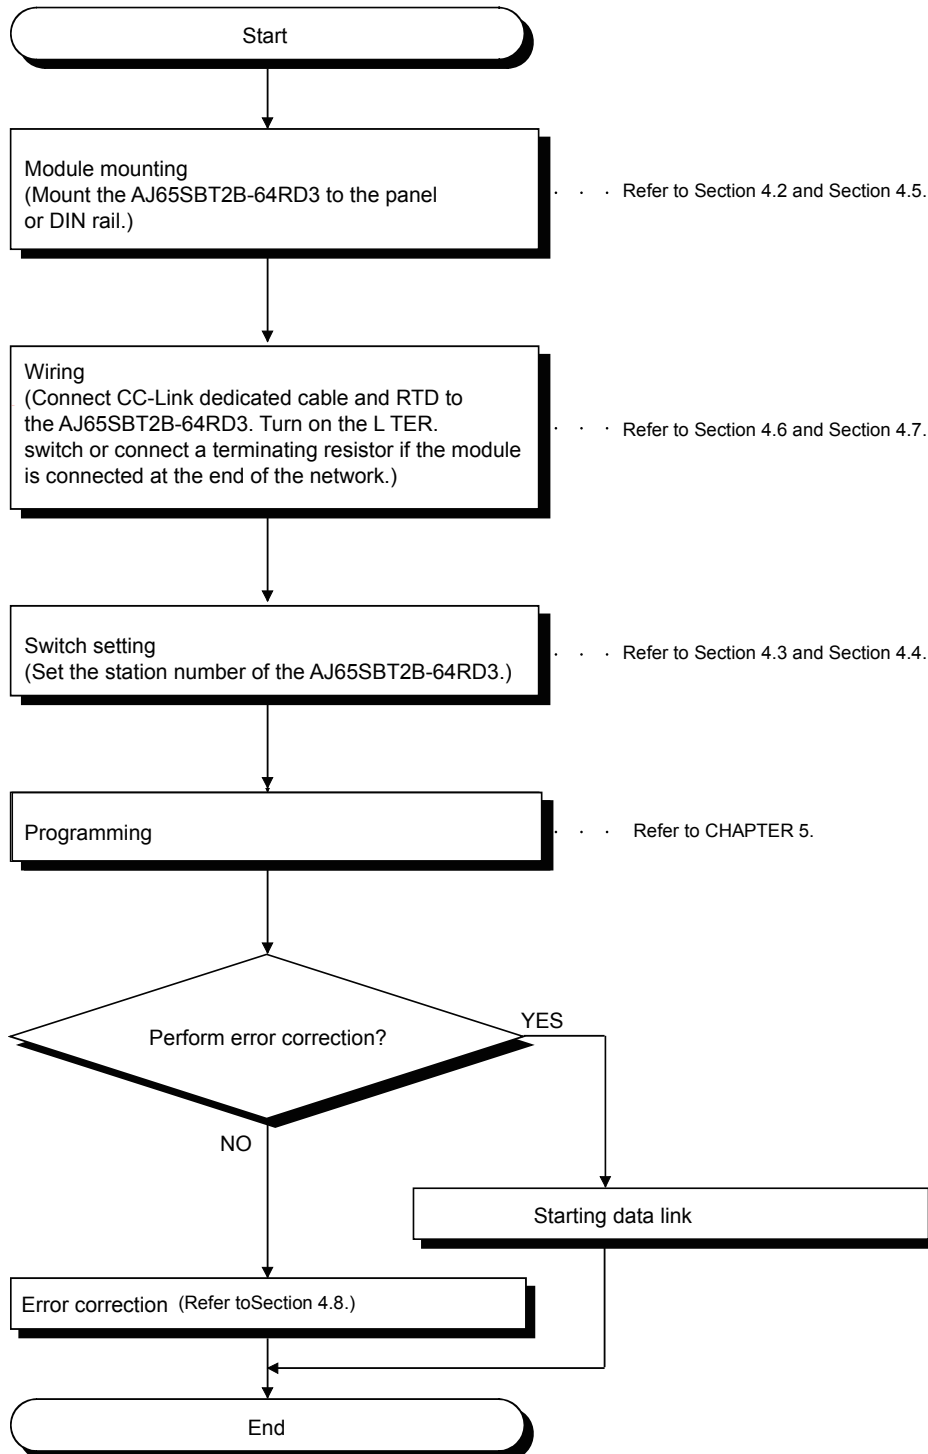 Start
Module mounting
(Mount the AJ65SBT2B-64RD3 to the panel
or DIN rail.)
· · · Refer to Section 4.2 and Section 4.5.
Wiring
(Connect CC-Link dedicated cable and RTD to
the AJ65SBT2B-64RD3. Turn on the L TER.
switch or connect a terminating resistor if the module
is connected at the end of the network.)
· · · Refer to Section 4.6 and Section 4.7.
Switch setting
(Set the station number of the AJ65SBT2B-64RD3.)
· · · Refer to Section 4.3 and Section 4.4.
Programming
· · · Refer to CHAPTER 5.
Perform error correction?
YES
NO
Starting data link
Error correction (Refer toSection 4.8.)
End